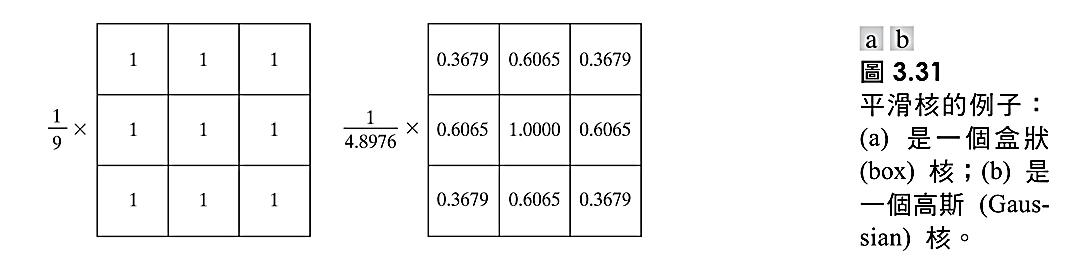 1 1 1
1/9 × 1 1 1
1 1 1
0.3679 0.6065 0.3679
1/4.8976 × 0.6065 1.0000 0.6065
0.3679 0.6065 0.3679
a b
圖 3.31
平滑核的例子：
(a) 是一個盒狀
(box) 核；(b) 是
一個高斯 (Gaus-
sian) 核。